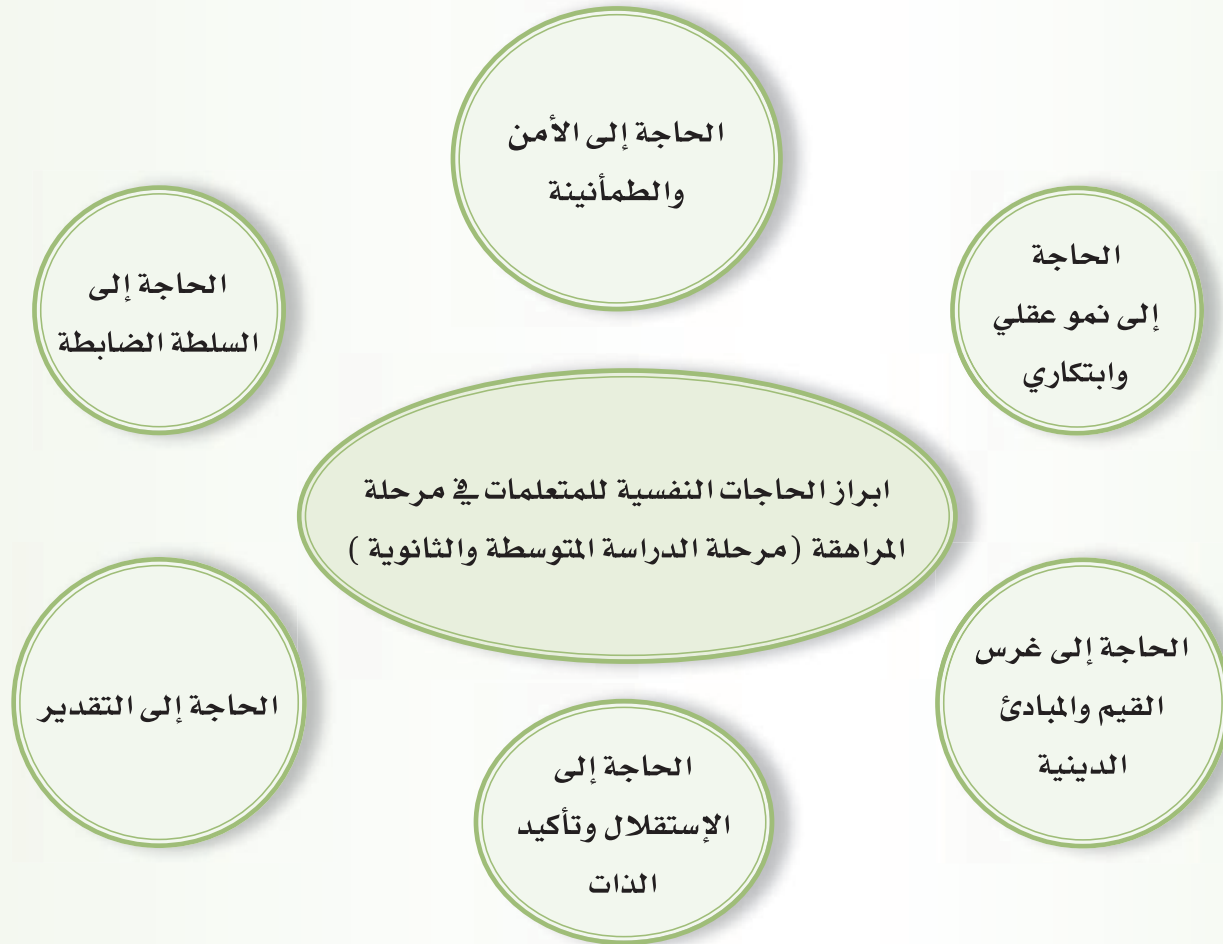 الحاجة إلى الأمن
والطمأنينة
الحاجة
إلى نمو عقلي
وابتكاري
الحاجة إلى
السلطة الضابطة
ابراز الحاجات النفسية للمتعلمات في مرحلة
المراهقة ( مرحلة الدراسة المتوسطة والثانوية )
الحاجة إلى غرس
القيم والمبادئ
الدينية
الحاجة إلى التقدير
الحاجة إلى
الإستقلال وتأكيد
الذات